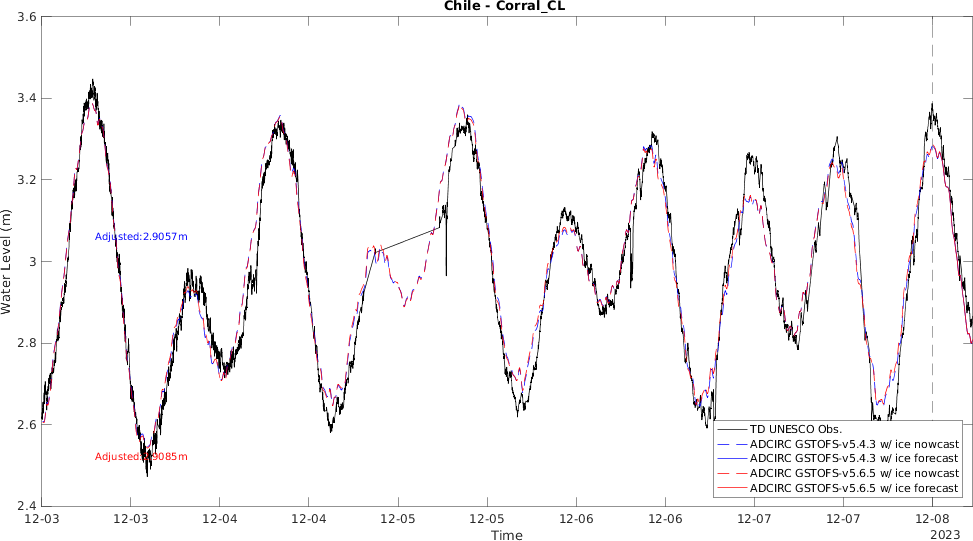 Chile - Corral_CL
3.6
3.4
3.2
3
2.8
2.6
2.4
Water Level (m)
Adjusted:2.9057m
Adjusted:2.9085m
TD UNESCO Obs.
ADCIRC GSTOFS-v5.4.3 w/ ice nowcast
ADCIRC GSTOFS-v5.4.3 w/ ice forecast
ADCIRC GSTOFS-v5.6.5 w/ ice nowcast
ADCIRC GSTOFS-v5.6.5 w/ ice forecast
12-03 12-03 12-04 12-04 12-05 12-05 12-06 12-06 12-07 12-07 12-08
Time
2023